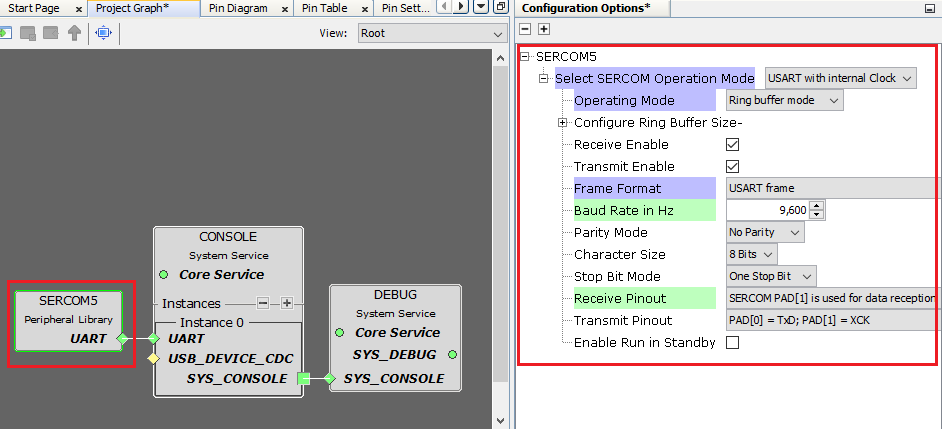 Start Page
Project Graph*
Pin Diagram
Pin Table
Pin Sett...
View:
Root
CONSOLE
System Service
Core Service
Instances
Instance 0
UART
USB_DEVICE_CDC
SYS_CONSOLE
SERCOM5
Peripheral Library
UART
DEBUG
System Service
Core Service
SYS_DEBUG
SYS_CONSOLE
Configuration Options*
SERCOM5
Select SERCOM Operation Mode USART with internal Clock
Operating Mode Ring buffer mode
Configure Ring Buffer Size-
Receive Enable
Transmit Enable
Frame Format USART frame
Baud Rate in Hz 9,600
Parity Mode No Parity
Character Size 8 Bits
Stop Bit Mode One Stop Bit
Receive Pinout SERCOM PAD[1] is used for data reception
Transmit Pinout PAD[0] = TxD; PAD[1] = XCK
Enable Run in Standby